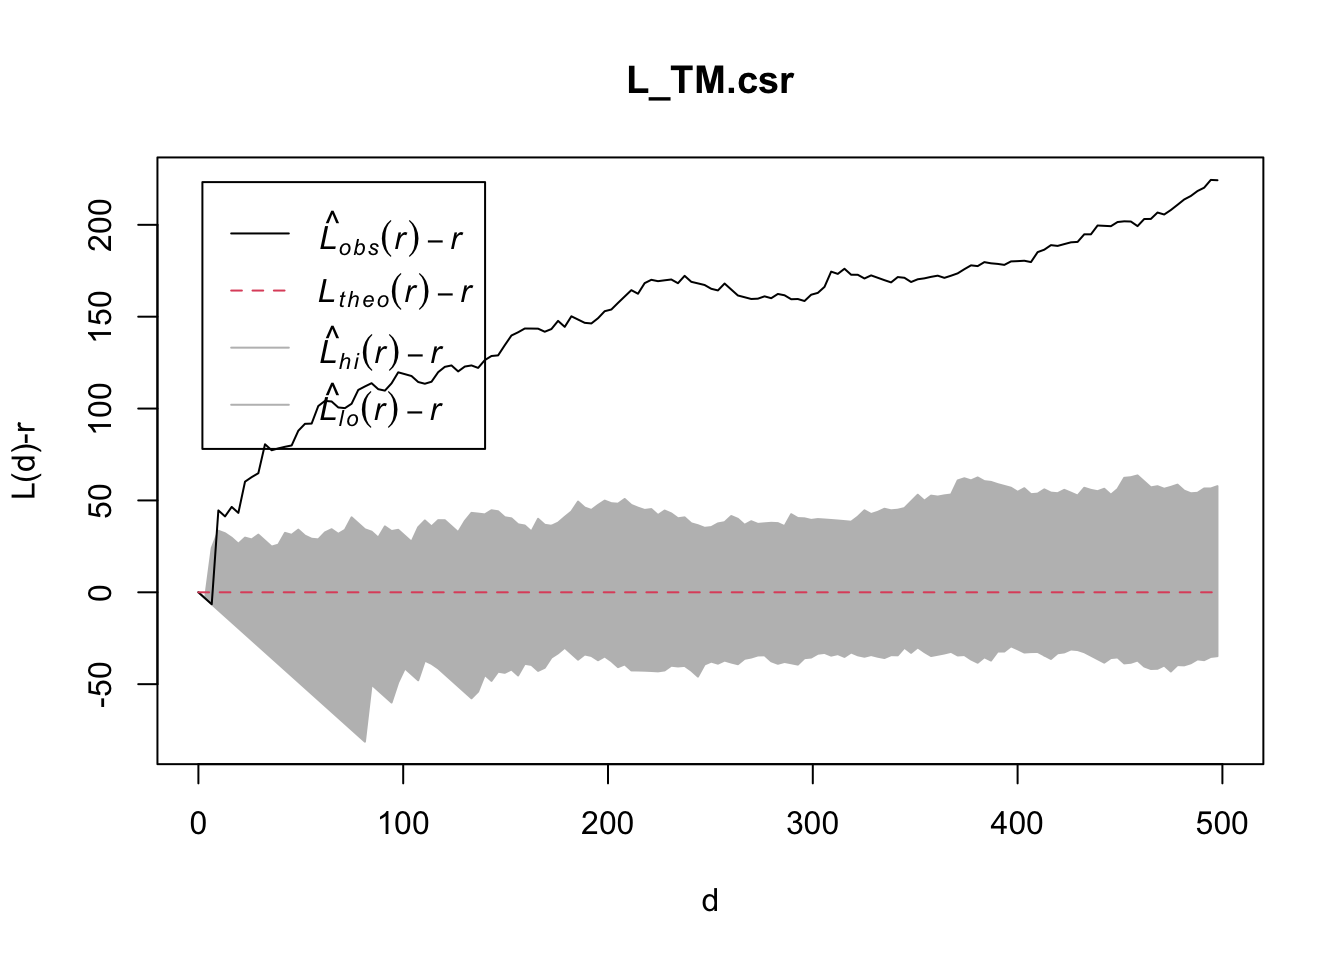 L_TM.csr
L̂obs(r) – r
Ltheo(r) – r
L̂hi(r) – r
L̂lo(r) – r
L(d)-r
200
150
100
50
0
-50
0 100 200 300 400 500
d